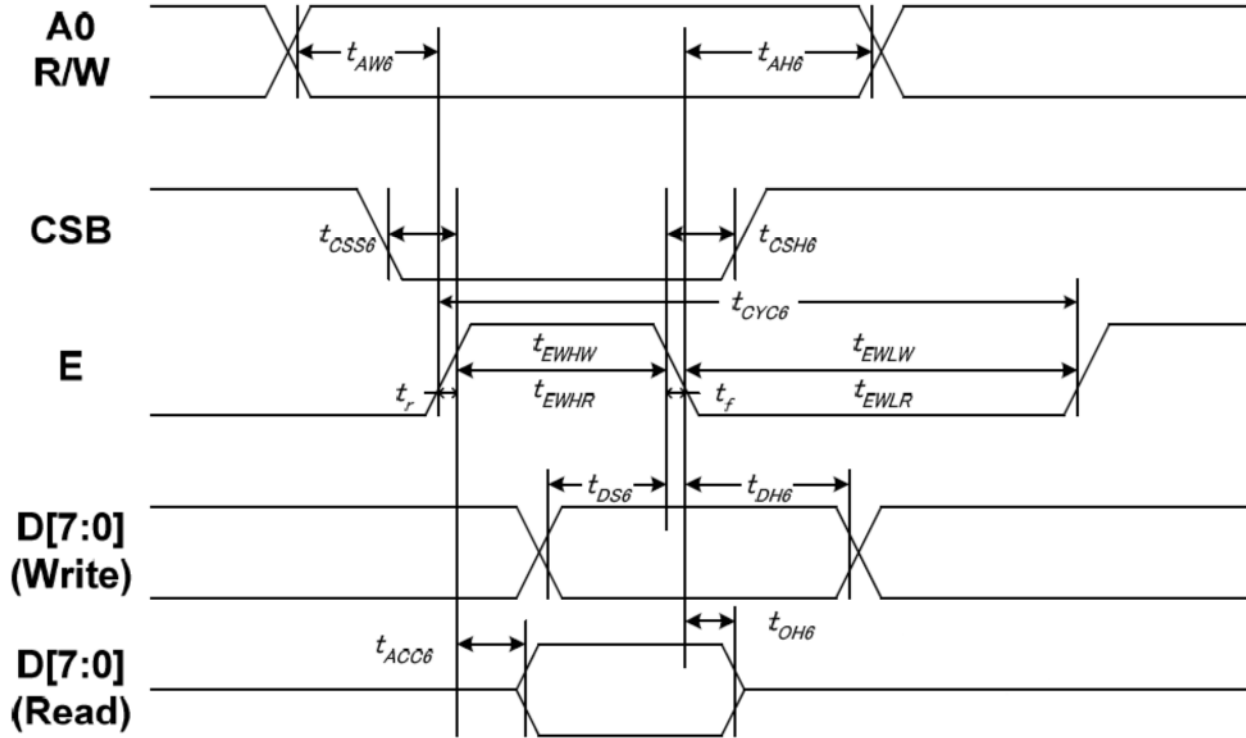 A0
R/W
tAW6
tAH6
CSB
tCSS6
tCSH6
tCYC6
E
tEWHW
tEWLW
tr
tEWHR
tf
tEWLR
tDS6
tDH6
D[7:0]
(Write)
tOH6
tACC6
D[7:0]
(Read)